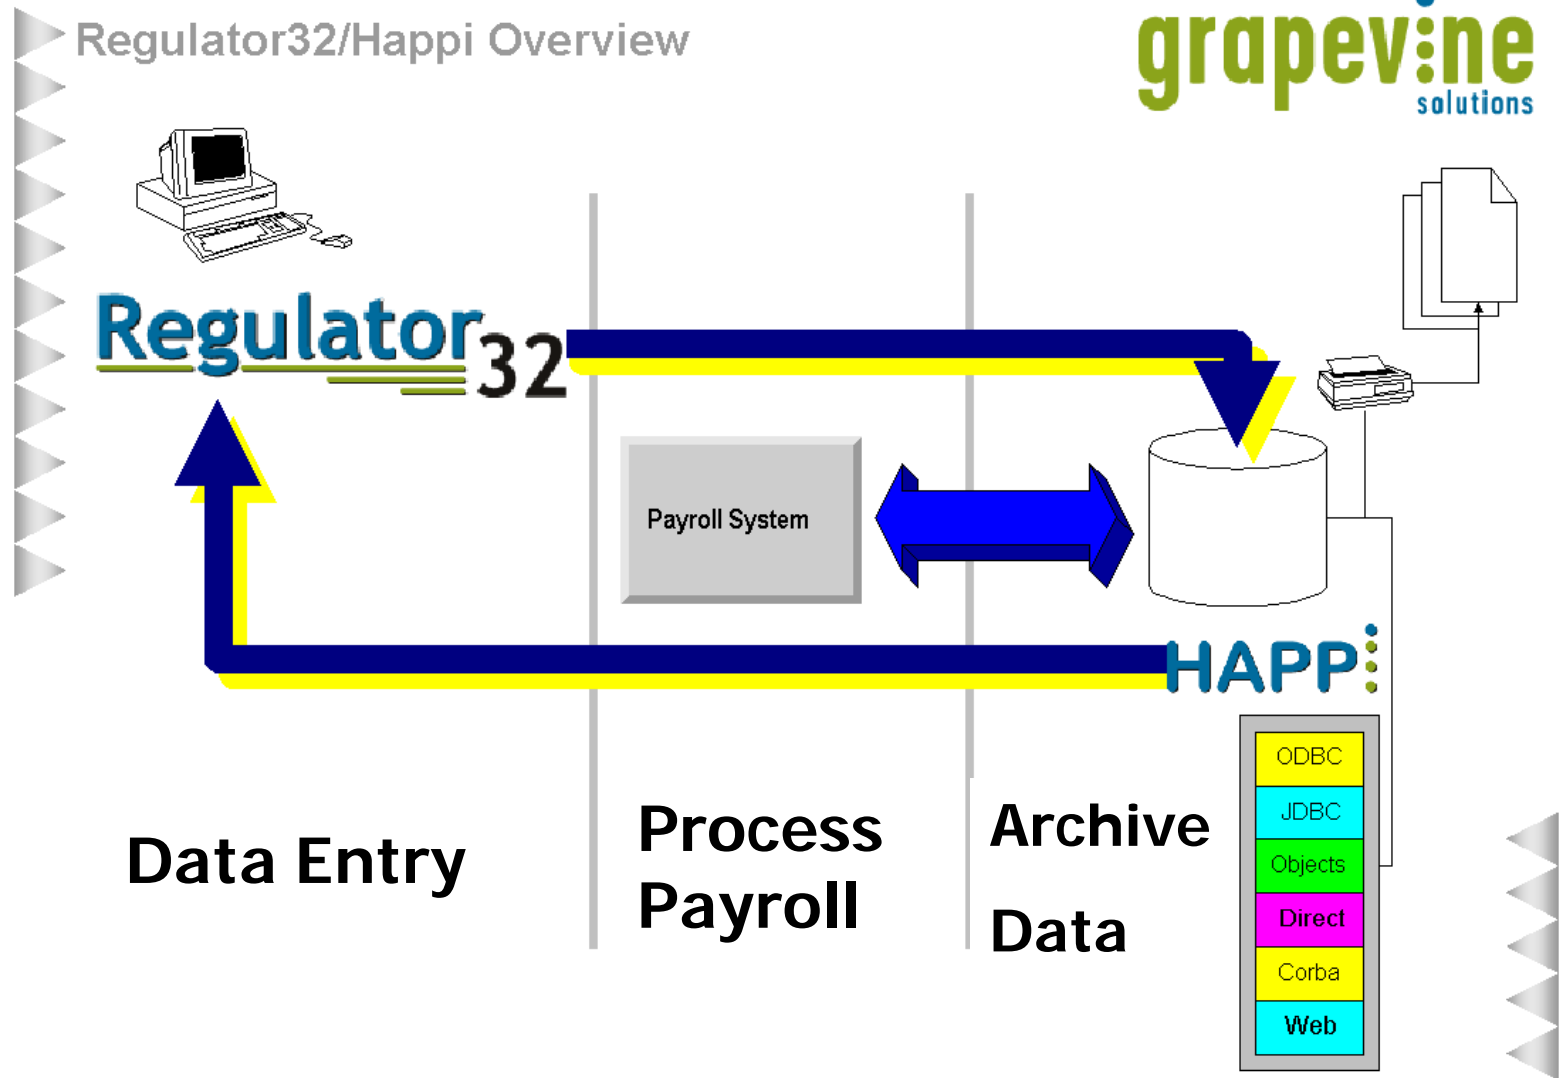 Regulator32/Happi Overview
grapevine
solutions
Regulator32
Payroll System
HAPPi
Data Entry
Process
Payroll
Archive
Data
ODBC
JDBC
Objects
Direct
Corba
Web